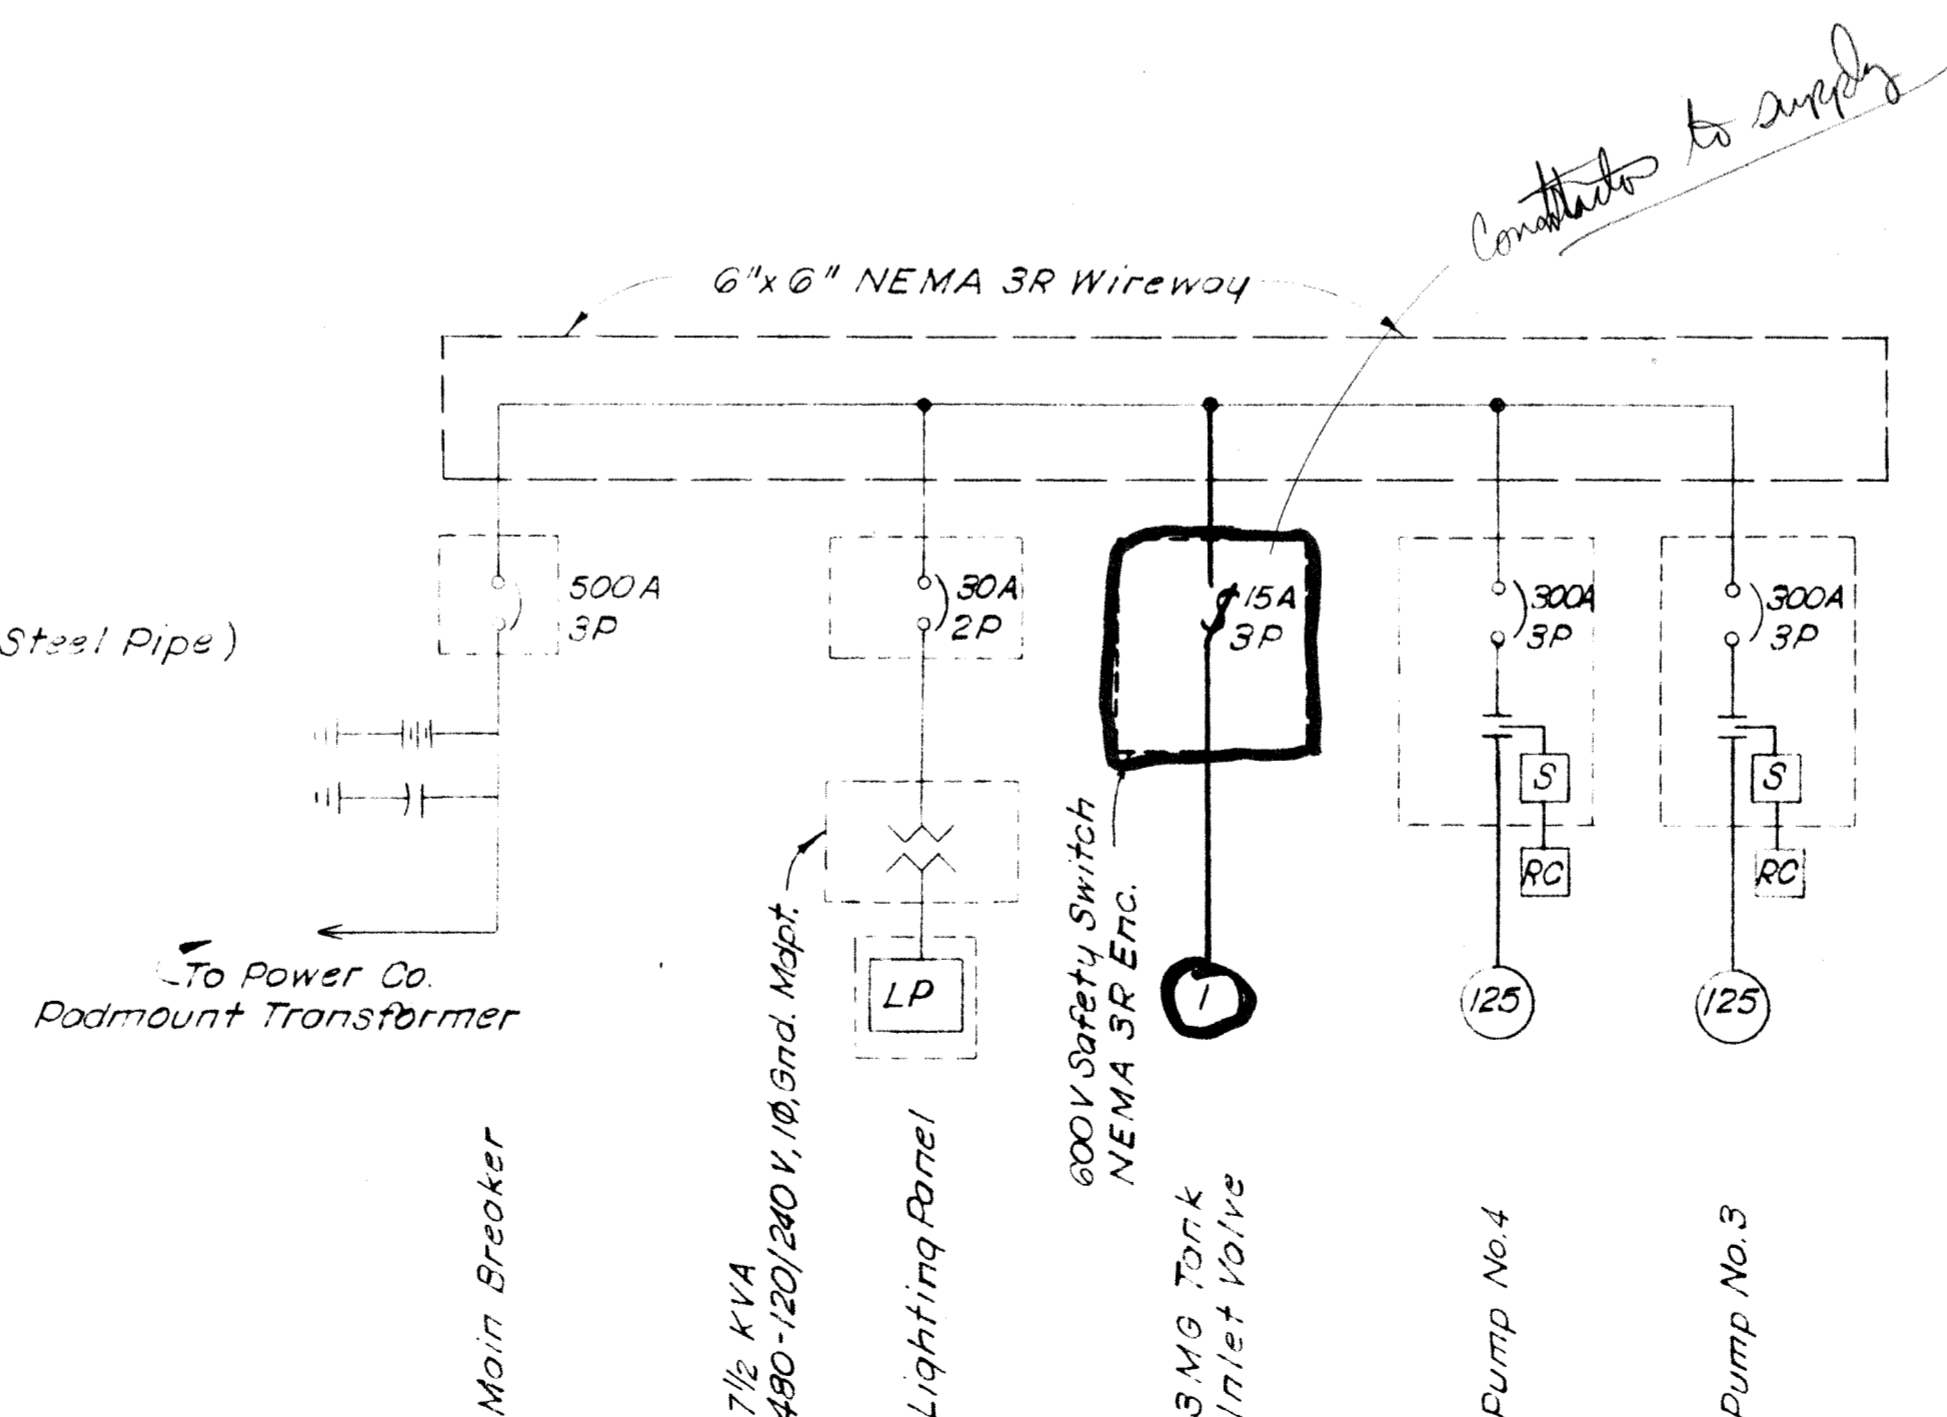 Contractor to supply
6"x6" NEMA 3R Wireway
500A
3P
30A
2P
15A
3P
300A
3P
300A
3P
Steel Pipe)
S
S
RC
RC
To Power Co.
Padmount Transformer
LP
1
125
125
Main Breaker
7½ KVA
480-120/240V, 1Ø, Gnd. Mdpt.
Lighting Panel
600V Safety Switch
NEMA 3R Enc.
3 MG Tank
Inlet Valve
Pump No.4
Pump No.3